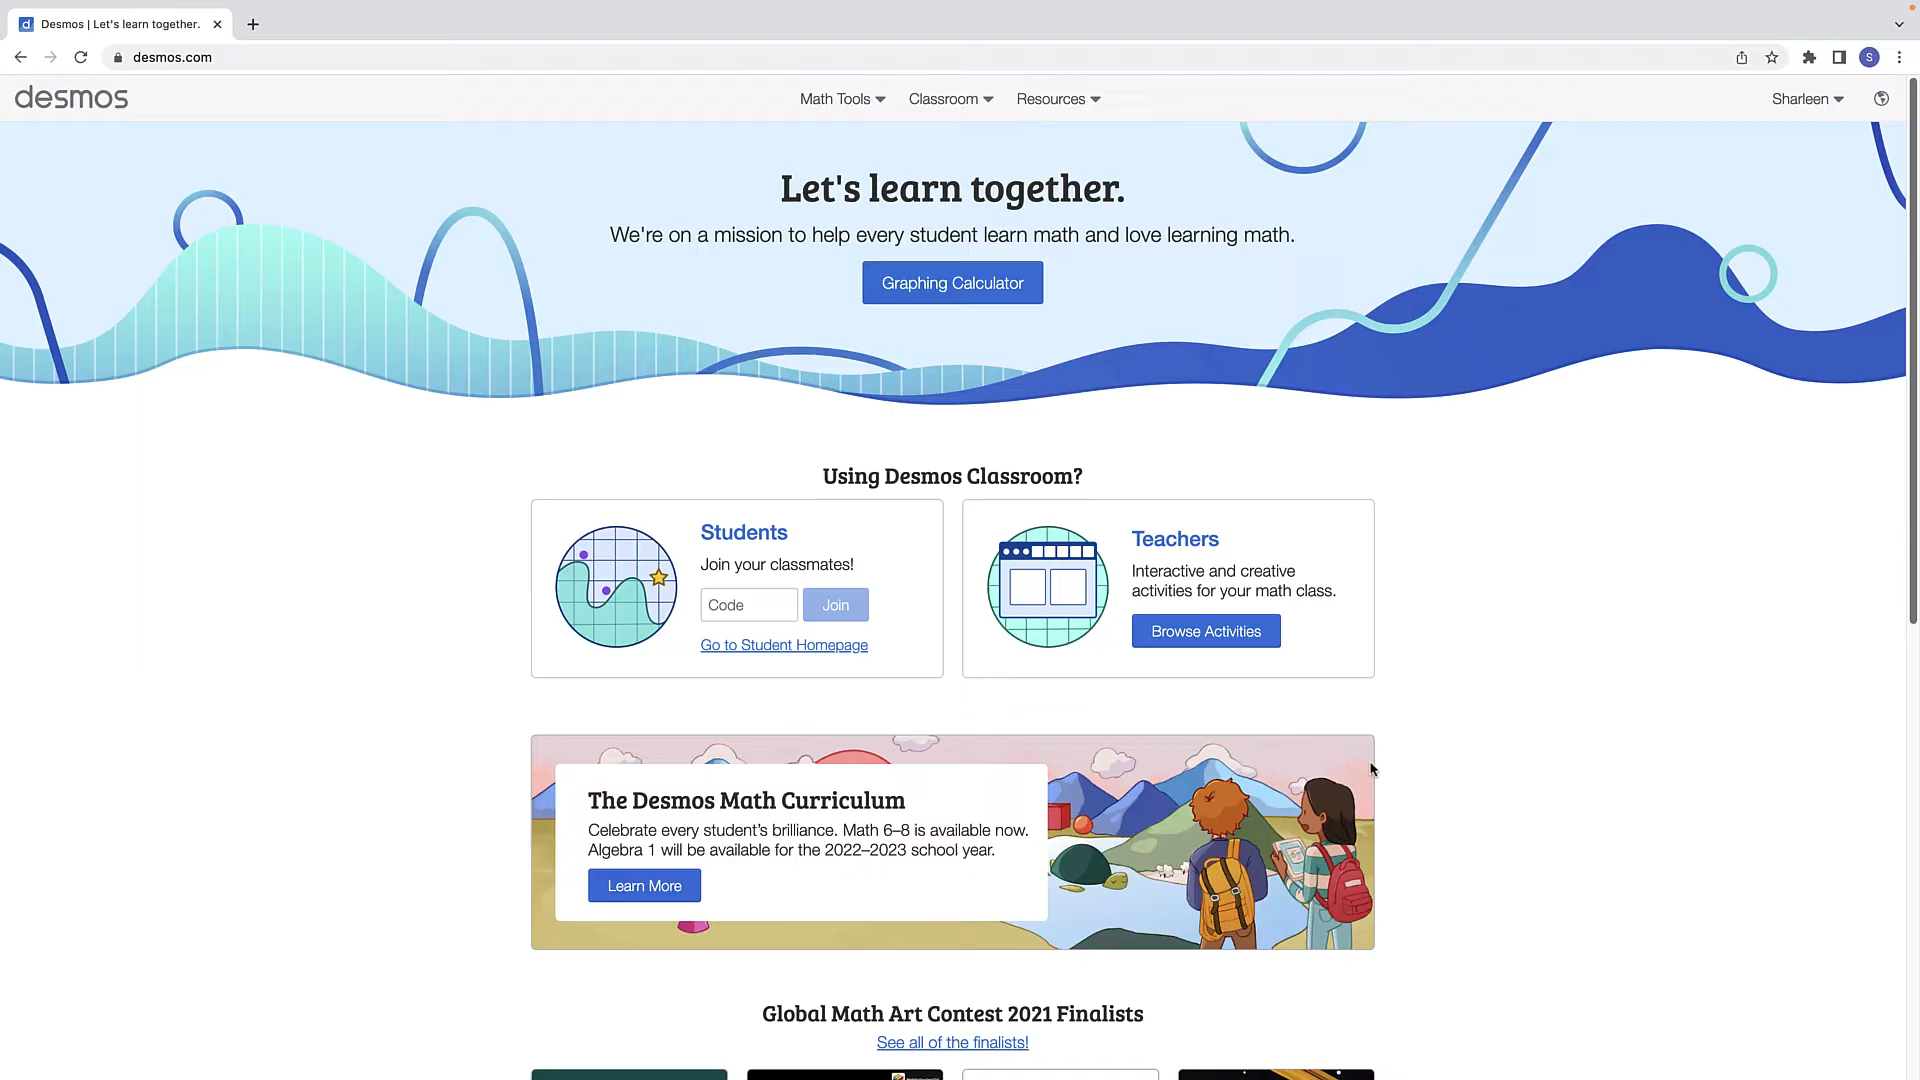 Desmos | Let's learn together.
desmos.com
S
desmos
Math Tools
Classroom
Resources
Sharleen
Let's learn together.
We're on a mission to help every student learn math and love learning math.
Graphing Calculator
Using Desmos Classroom?
Students
Join your classmates!
Code
Join
Go to Student Homepage
Teachers
Interactive and creative
activities for your math class.
Browse Activities
The Desmos Math Curriculum
Celebrate every student’s brilliance. Math 6–8 is available now.
Algebra 1 will be available for the 2022–2023 school year.
Learn More
Global Math Art Contest 2021 Finalists
See all of the finalists!